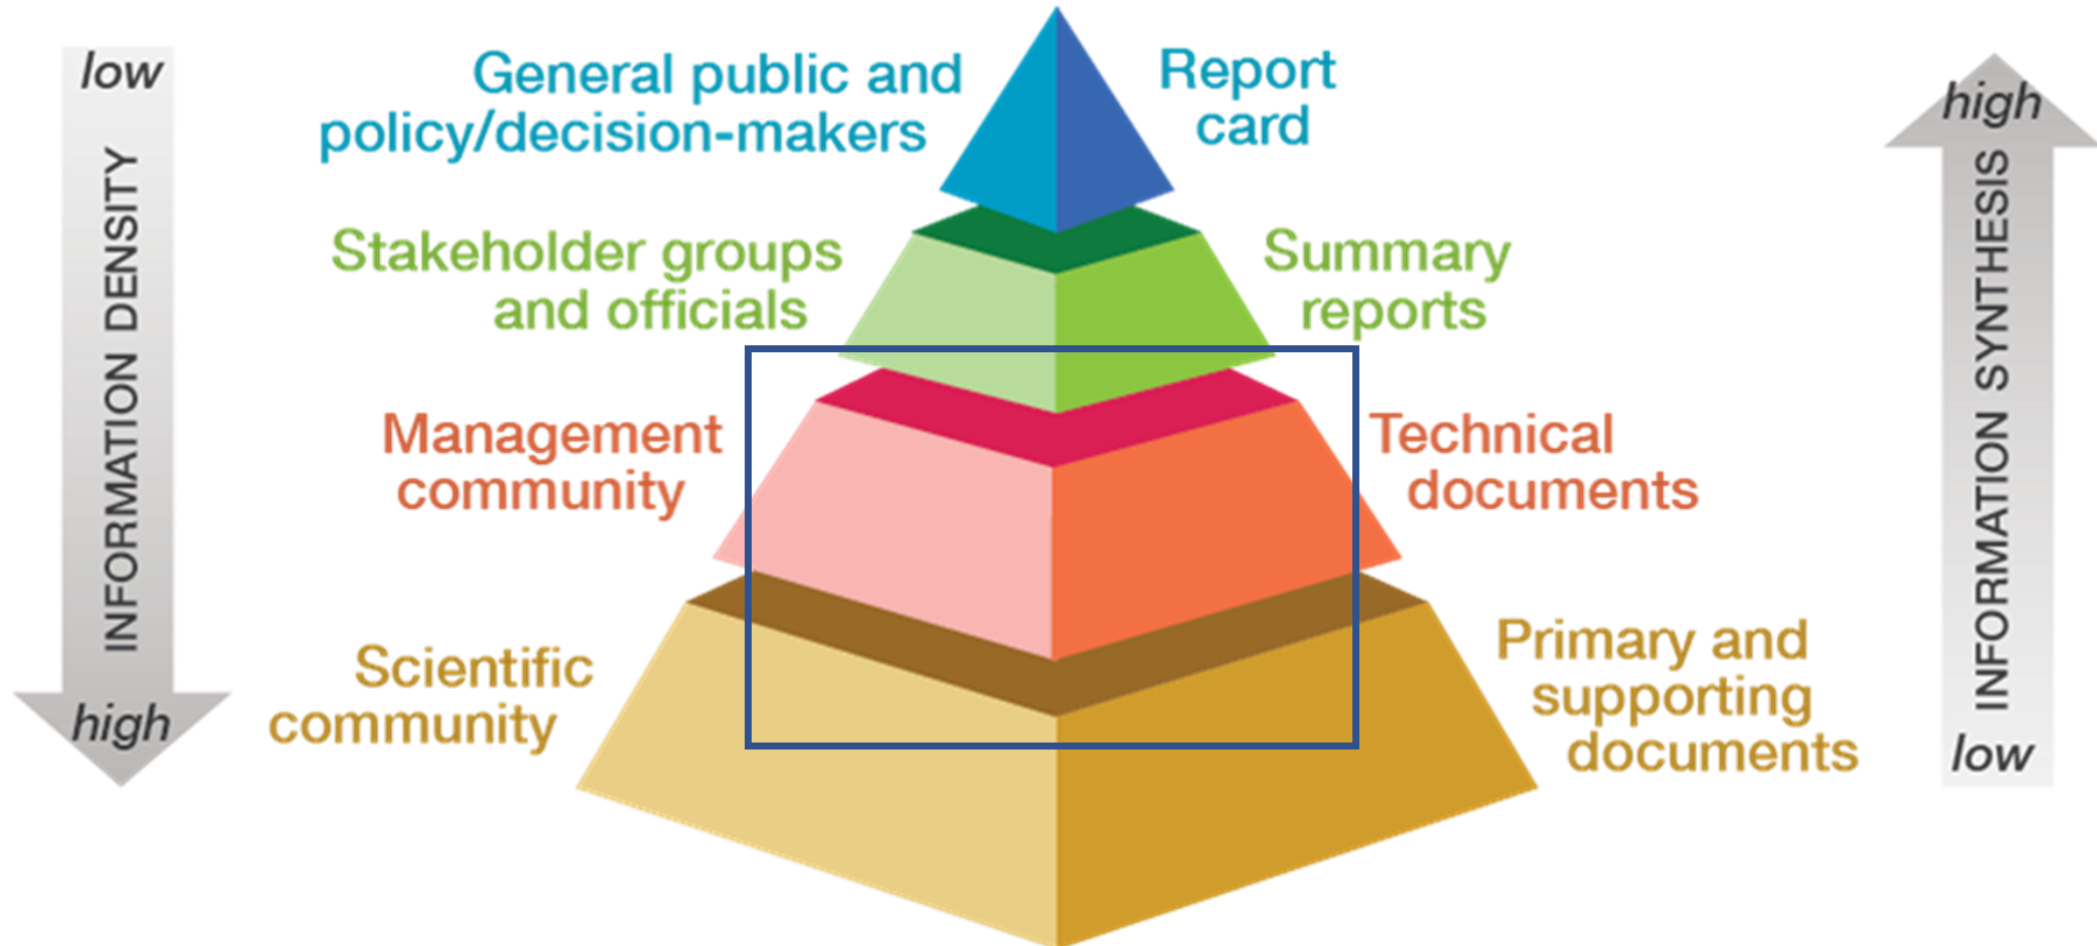 low
INFORMATION DENSITY
high
General public and
policy/decision-makers
Report
card
Stakeholder groups
and officials
Summary
reports
Management
community
Technical
documents
Scientific
community
Primary and
supporting
documents
high
INFORMATION SYNTHESIS
low